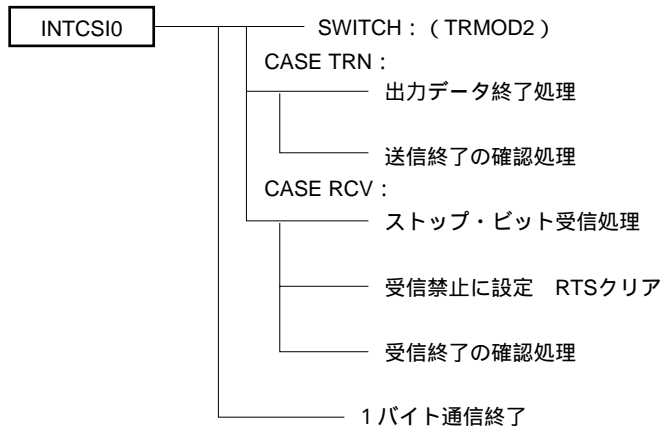 INTCSI0
SWITCH：（TRMOD2）
CASE TRN：
出力データ終了処理
送信終了の確認処理
CASE RCV：
ストップ・ビット受信処理
受信禁止に設定　RTSクリア
受信終了の確認処理
１バイト通信終了